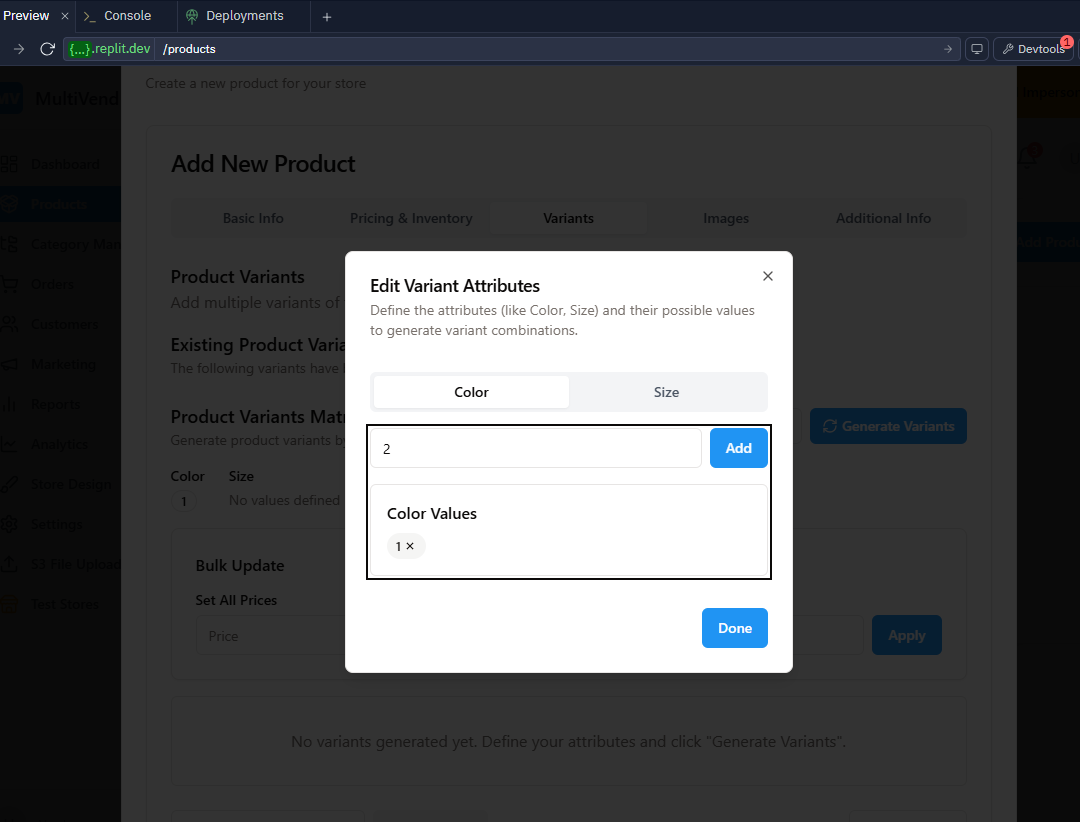 Preview × >_ Console Deployments +
{...}.replit.dev /products Devtools 1
Create a new product for your store
MultiVend
Impersor
Add New Product
Dashboard
Products
Category Man
Orders
Customers
Marketing
Reports
Analytics
Store Design
Settings
S3 File Upload
Test Stores
Basic Info Pricing & Inventory Variants Images Additional Info
Add Produ
Product Variants
Add multiple variants of
Existing Product Varia
The following variants have
Product Variants Mat
Generate product variants by
Generate Variants
Color Size
1 No values defined
Bulk Update
Set All Prices
Price
Apply
No variants generated yet. Define your attributes and click "Generate Variants".
Edit Variant Attributes
Define the attributes (like Color, Size) and their possible values
to generate variant combinations.
Color Size
2 Add
Color Values
1 ×
Done